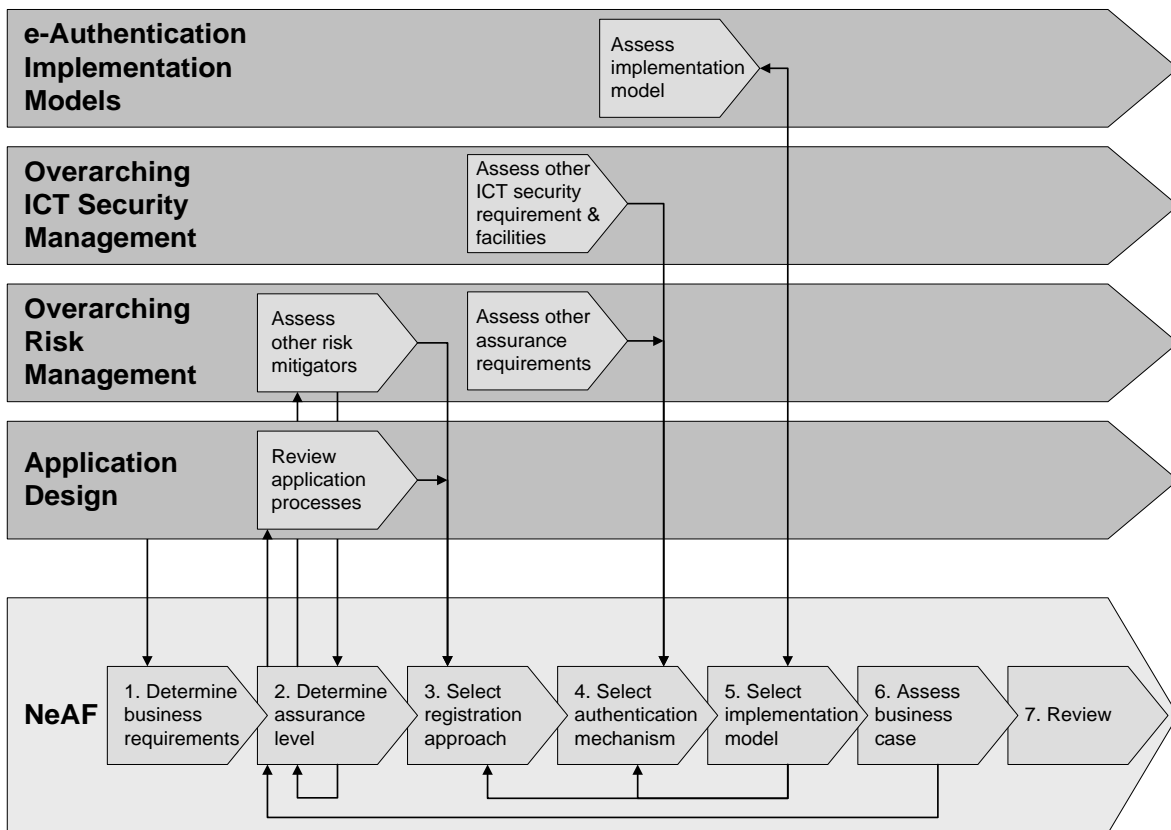 e-Authentication
Implementation
Models
Assess
implementation
model
Overarching
ICT Security
Management
Assess other
ICT security
requirement &
facilities
Overarching
Risk
Management
Assess
other risk
mitigators
Assess other
assurance
requirements
Application
Design
Review
application
processes
NeAF
1. Determine
business
requirements
2. Determine
assurance
level
3. Select
registration
approach
4. Select
authentication
mechanism
5. Select
implementation
model
6. Assess
business
case
7. Review